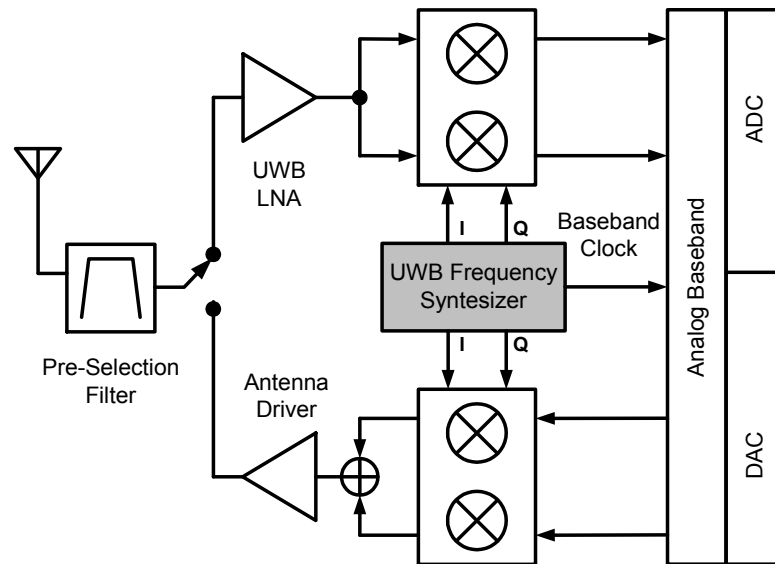 ADC
UWB
LNA
I
Q
Baseband
Clock
UWB Frequency
Syntesizer
I
Q
Analog Baseband
Pre-Selection
Filter
Antenna
Driver
DAC